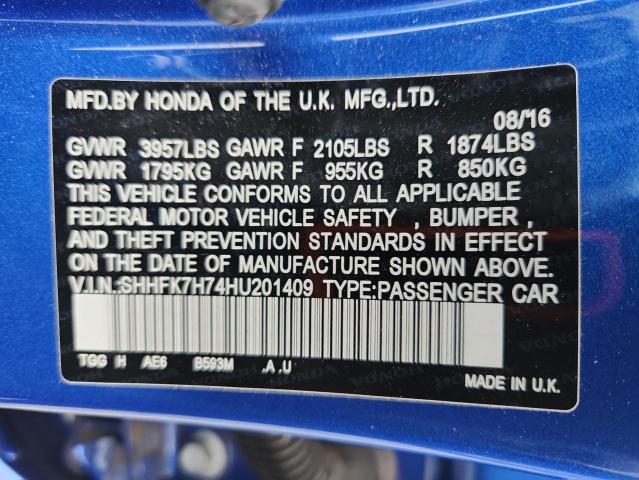 MFD.BY HONDA OF THE U.K. MFG.,LTD.
08/16
GVWR 3957LBS GAWR F 2105LBS R 1874LBS
GVWR 1795KG GAWR F 955KG R 850KG
THIS VEHICLE CONFORMS TO ALL APPLICABLE
FEDERAL MOTOR VEHICLE SAFETY , BUMPER ,
AND THEFT PREVENTION STANDARDS IN EFFECT
ON THE DATE OF MANUFACTURE SHOWN ABOVE.
V.I.N.:SHHFK7H74HU201409 TYPE:PASSENGER CAR
TGG H AE6 B593M .A ,U
MADE IN U.K.